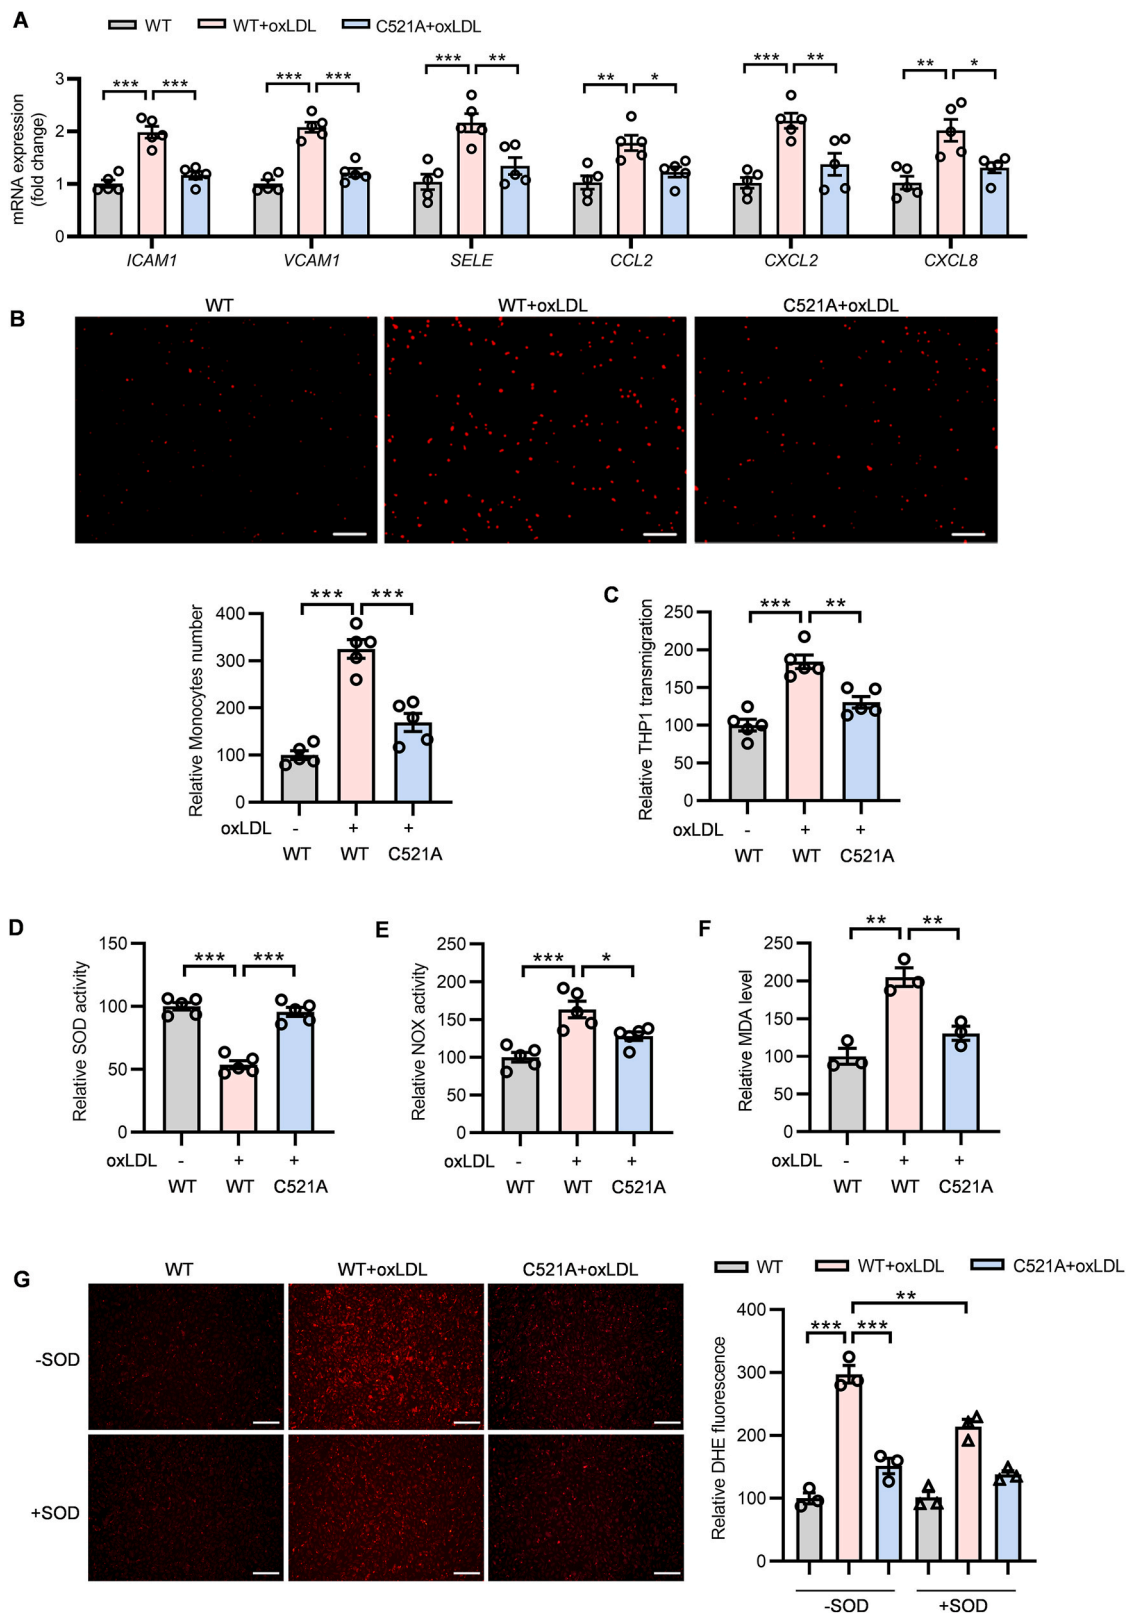 A
WT WT+oxLDL C521A+oxLDL
mRNA expression
(fold change)
3
2
1
0
*** *** *** *** *** ** ** * *** ** ** *
ICAM1 VCAM1 SELE CCL2 CXCL2 CXCL8
B
WT WT+oxLDL C521A+oxLDL
Relative Monocytes number
400
300
200
100
0
*** ***
oxLDL - + +
WT WT C521A
C
Relative THP1 transmigration
250
200
150
100
50
0
*** **
oxLDL - + +
WT WT C521A
D
Relative SOD activity
150
100
50
0
*** ***
oxLDL - + +
WT WT C521A
E
Relative NOX activity
250
200
150
100
50
0
*** *
oxLDL - + +
WT WT C521A
F
Relative MDA level
250
200
150
100
50
0
** **
oxLDL - + +
WT WT C521A
G
WT WT+oxLDL C521A+oxLDL
-SOD
+SOD
WT WT+oxLDL C521A+oxLDL
Relative DHE fluorescence
400
300
200
100
0
**
*** ***
-SOD +SOD